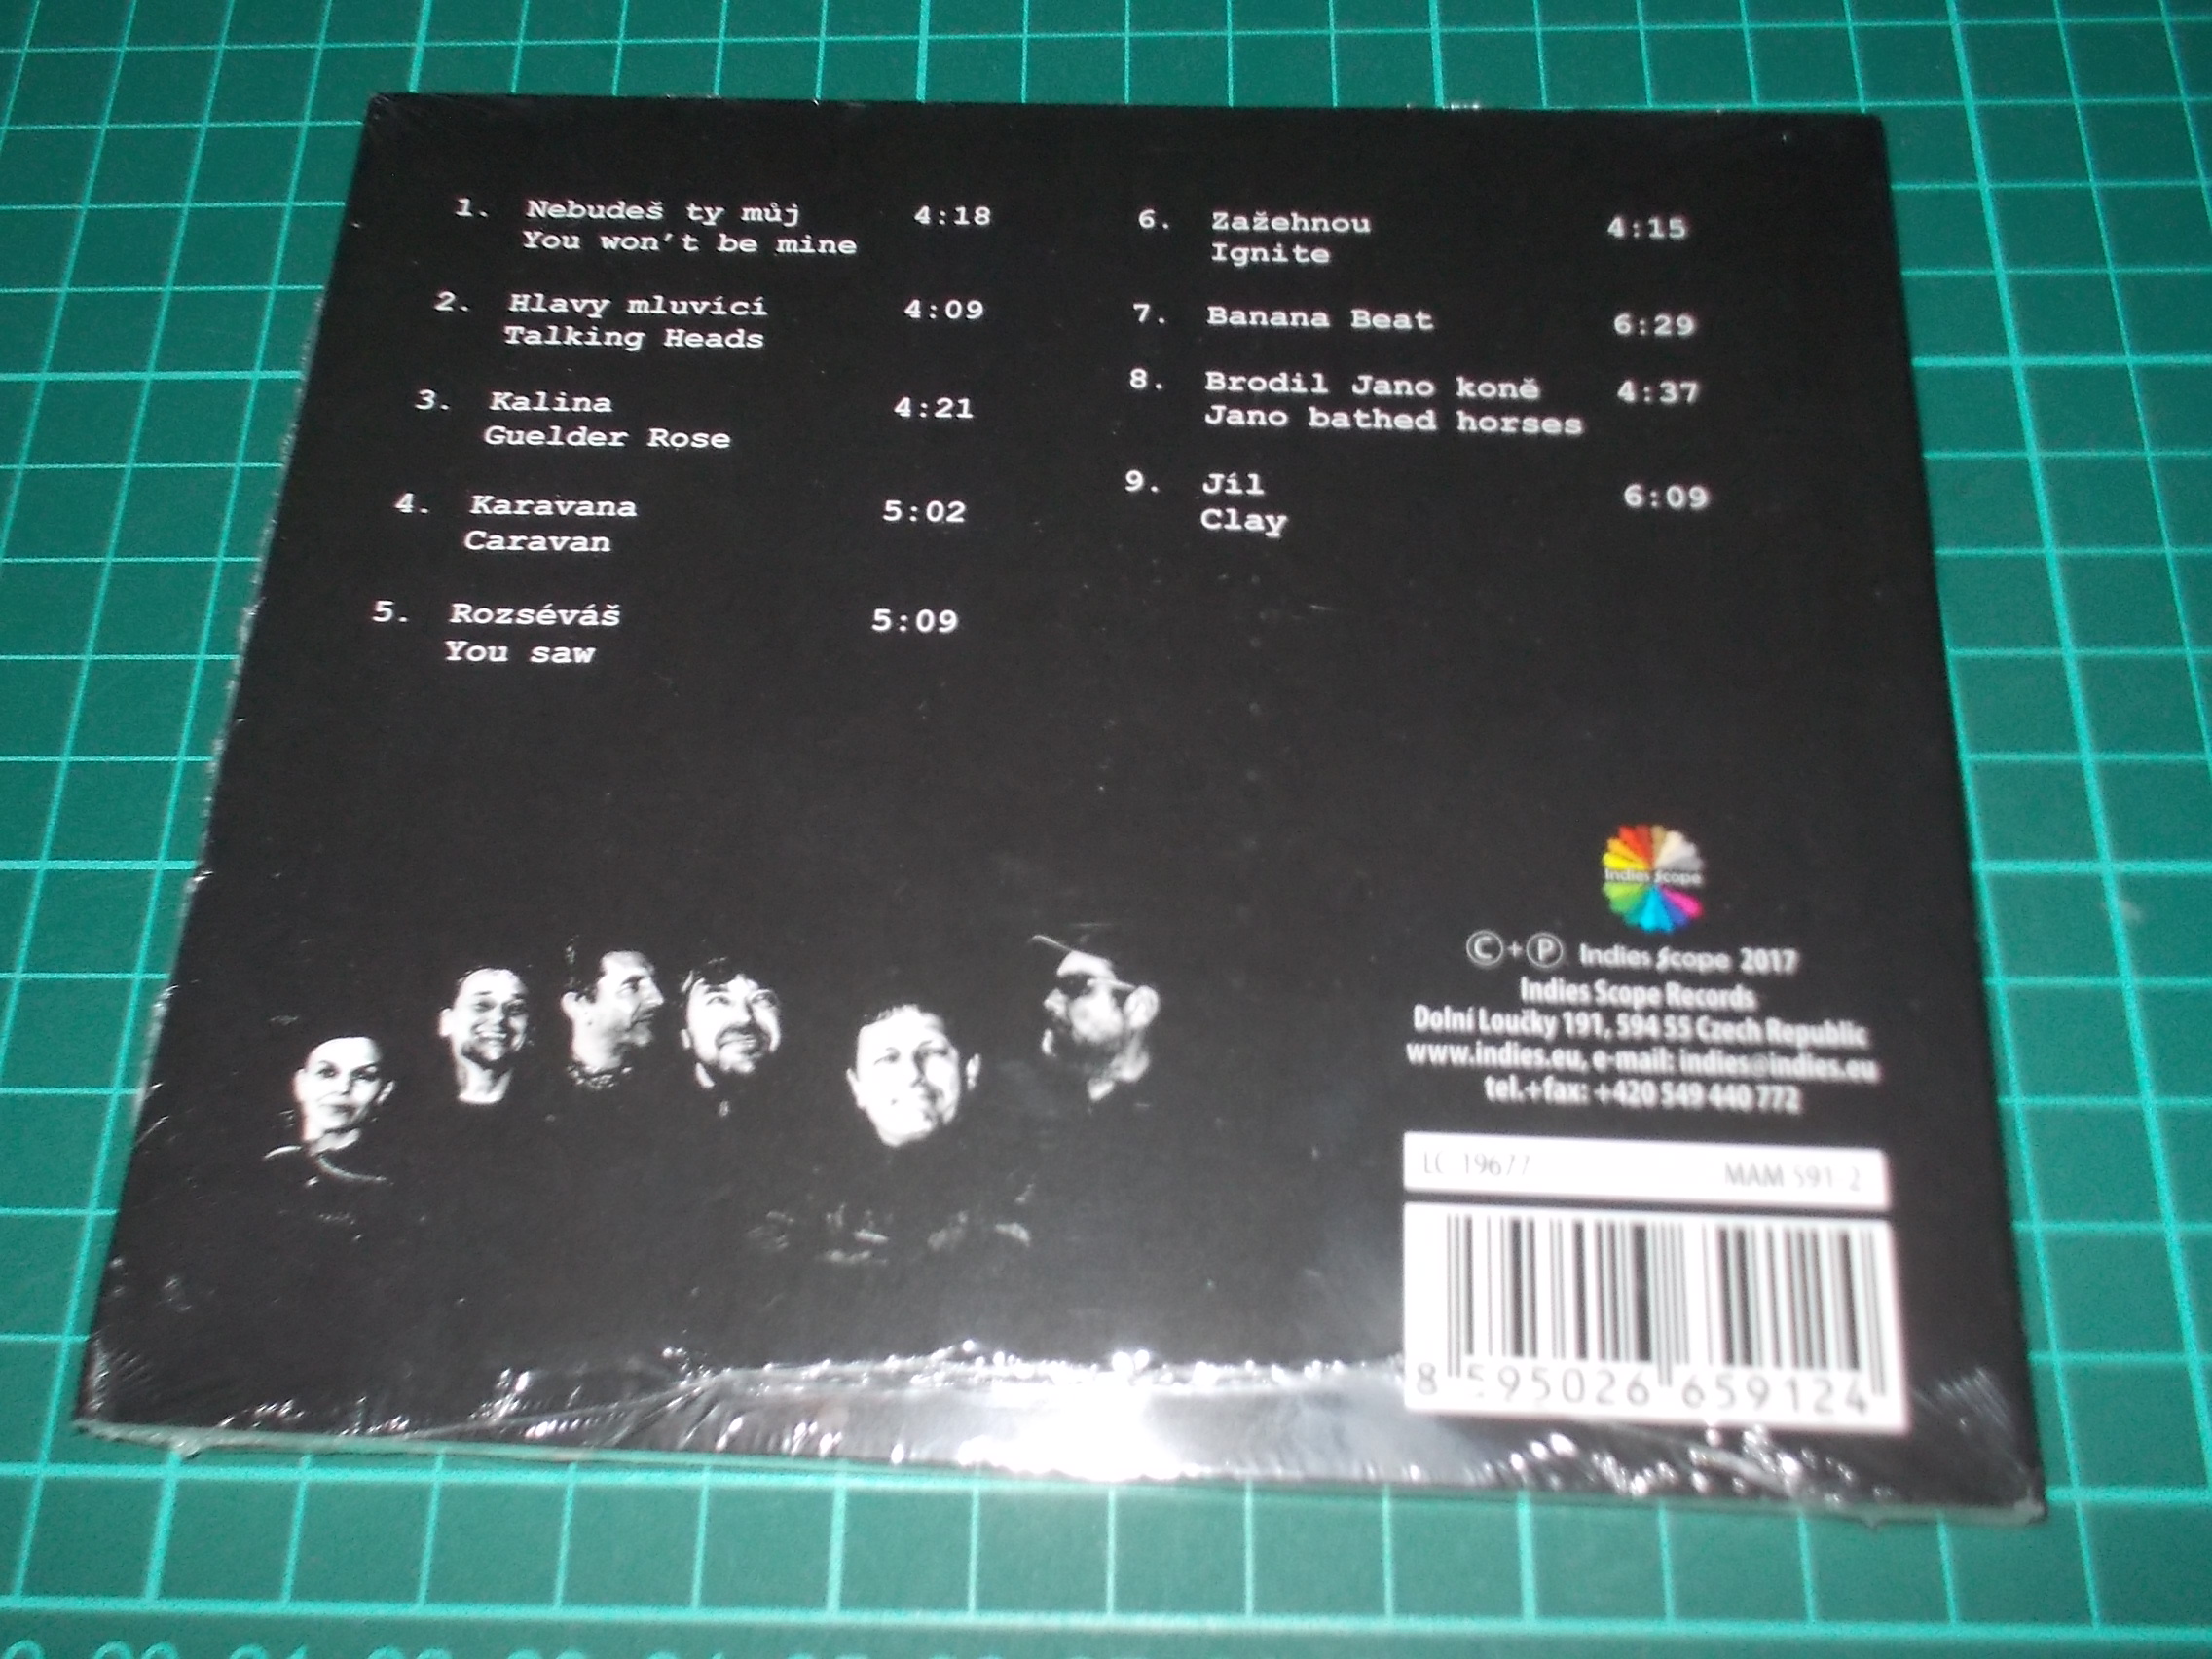 1. Nebudeš ty můj 4:18
You won't be mine
2. Hlavy mluvící 4:09
Talking Heads
3. Kalina 4:21
Guelder Rose
4. Karavana 5:02
Caravan
5. Rozséváš 5:09
You saw
6. Zažehnou 4:15
Ignite
7. Banana Beat 6:29
8. Brodil Jano koně 4:37
Jano bathed horses
9. Jíl 6:09
Clay
Indies Scope
©+℗ Indies Scope 2017
Indies Scope Records
Dolní Loučky 191, 594 55 Czech Republic
www.indies.eu, e-mail: indies@indies.eu
tel.+fax: +420 549 440 772
LC 19677 MAM 591 2
8 595026 659124